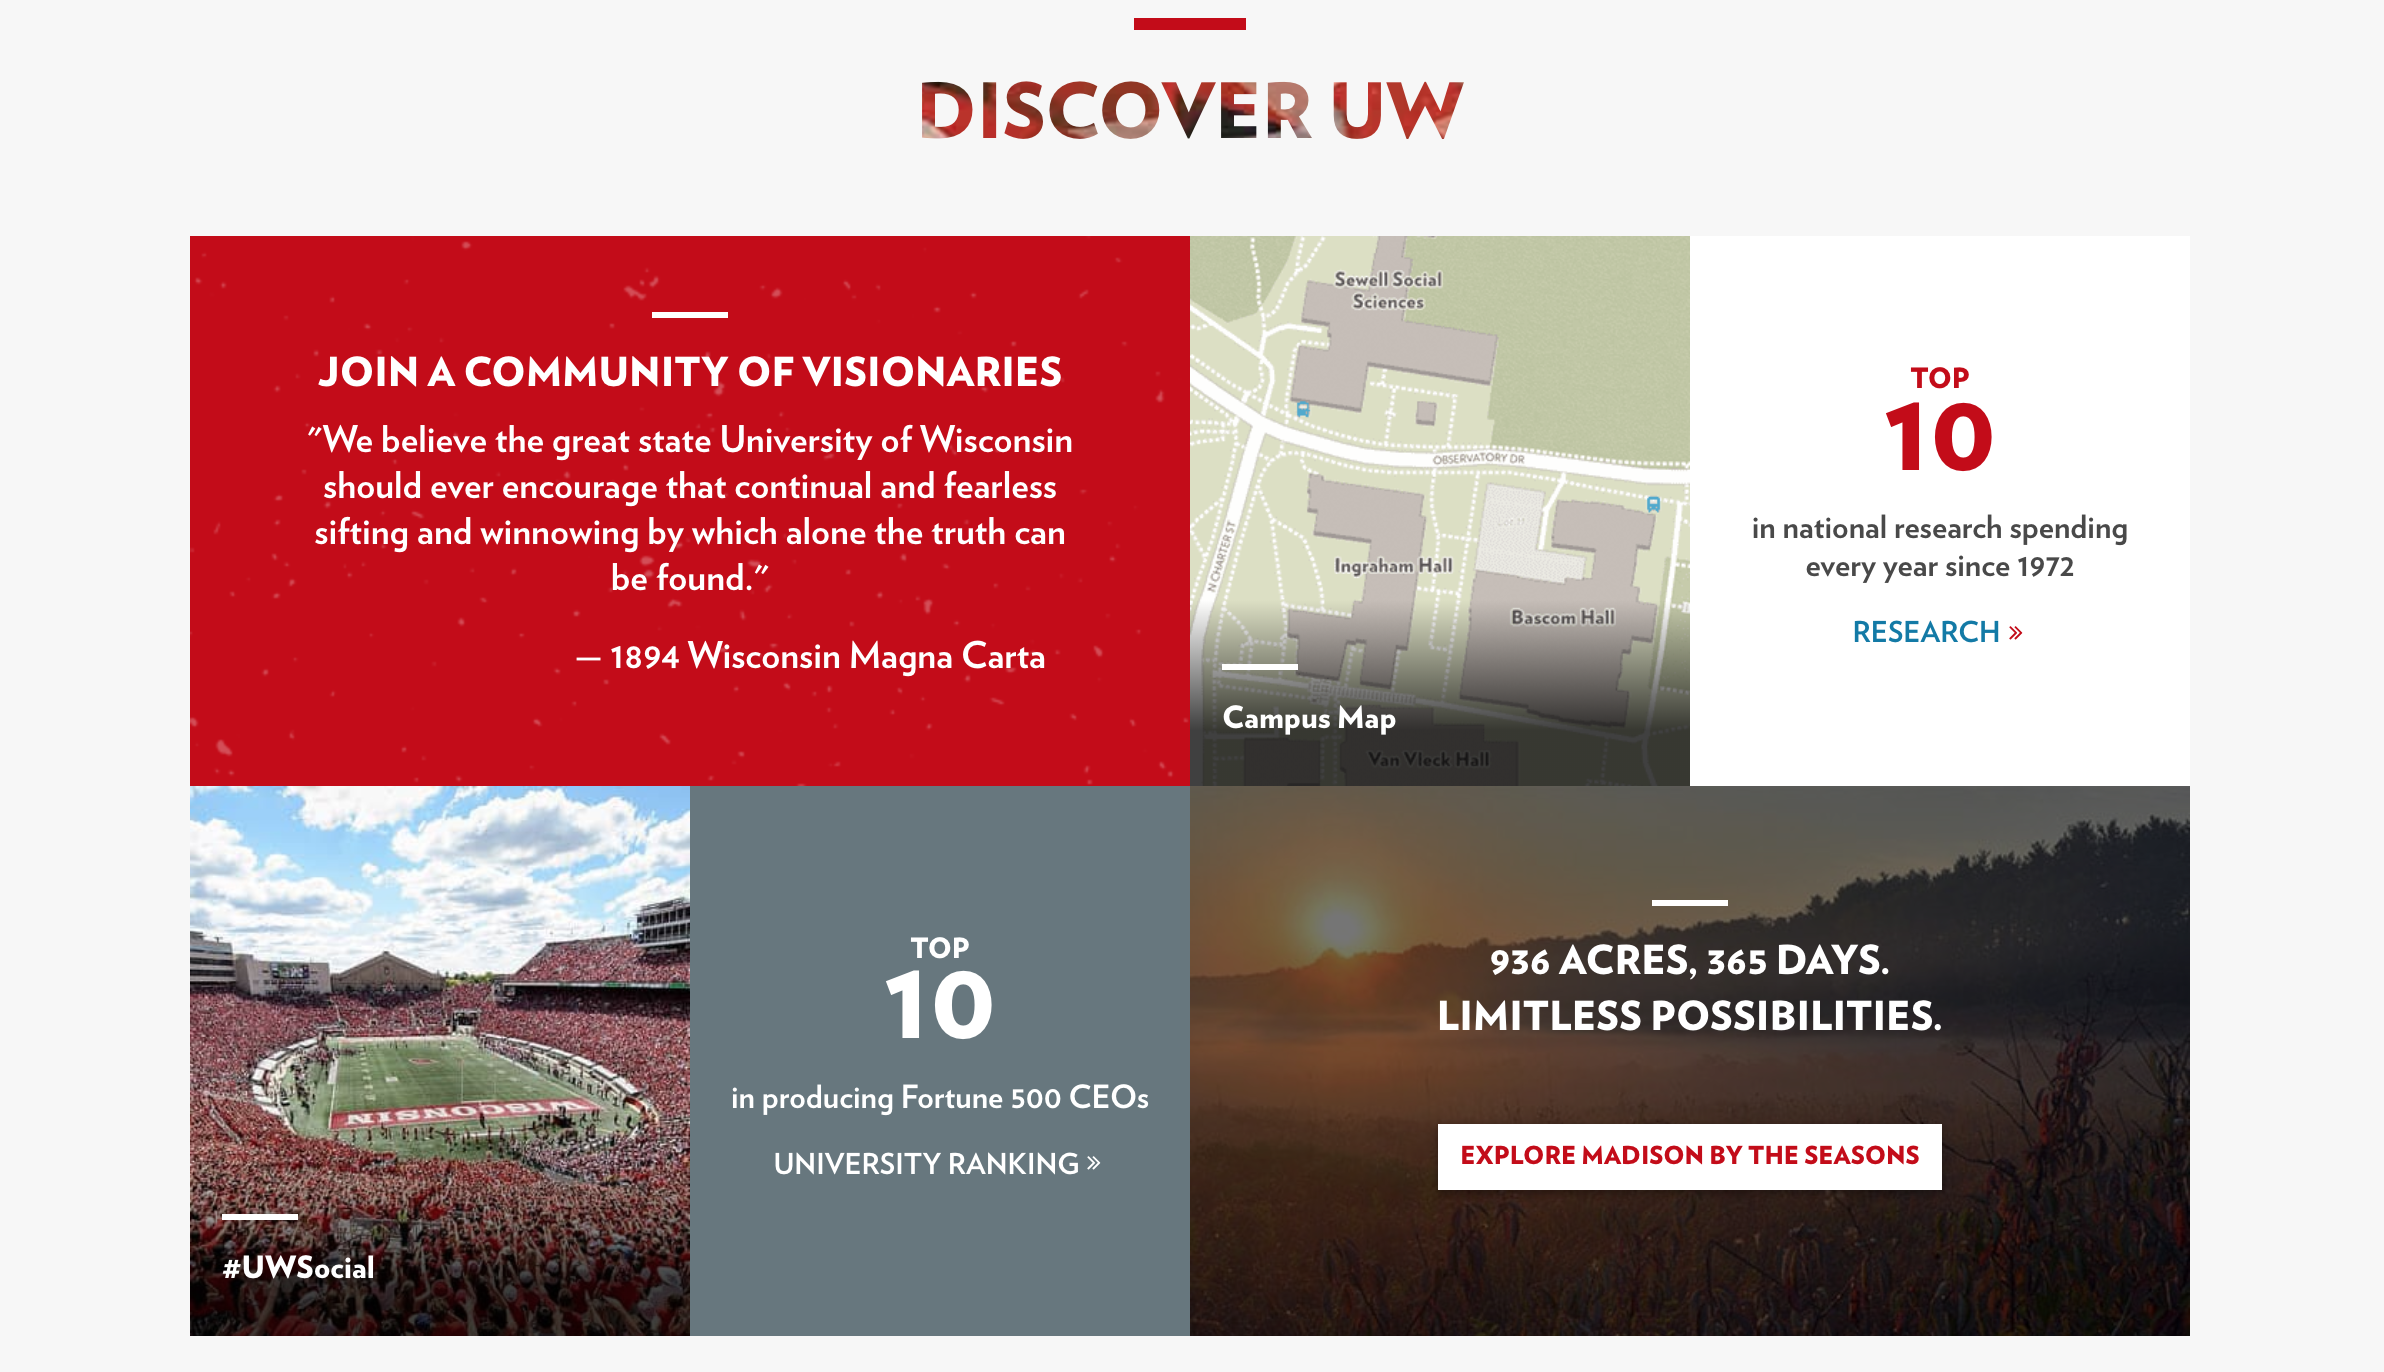 DISCOVER UW
JOIN A COMMUNITY OF VISIONARIES
"We believe the great state University of Wisconsin
should ever encourage that continual and fearless
sifting and winnowing by which alone the truth can
be found."
— 1894 Wisconsin Magna Carta
Sewell Social
Sciences
OBSERVATORY DR
N CHARTER ST
Lot 11
Ingraham Hall
Bascom Hall
Campus Map
Van Vleck Hall
TOP
10
in national research spending
every year since 1972
RESEARCH »
WISCONSIN
#UWSocial
TOP
10
in producing Fortune 500 CEOs
UNIVERSITY RANKING »
936 ACRES, 365 DAYS.
LIMITLESS POSSIBILITIES.
EXPLORE MADISON BY THE SEASONS